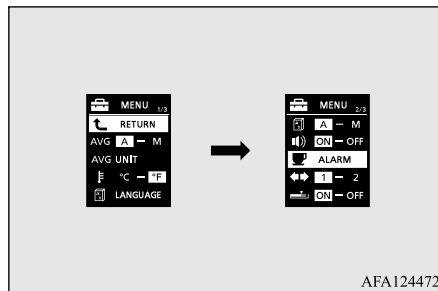 MENU 1/3
RETURN
AVG A – M
AVG UNIT
°C – °F
LANGUAGE
MENU 2/3
A – M
ON – OFF
ALARM
1 – 2
ON – OFF
AFA124472